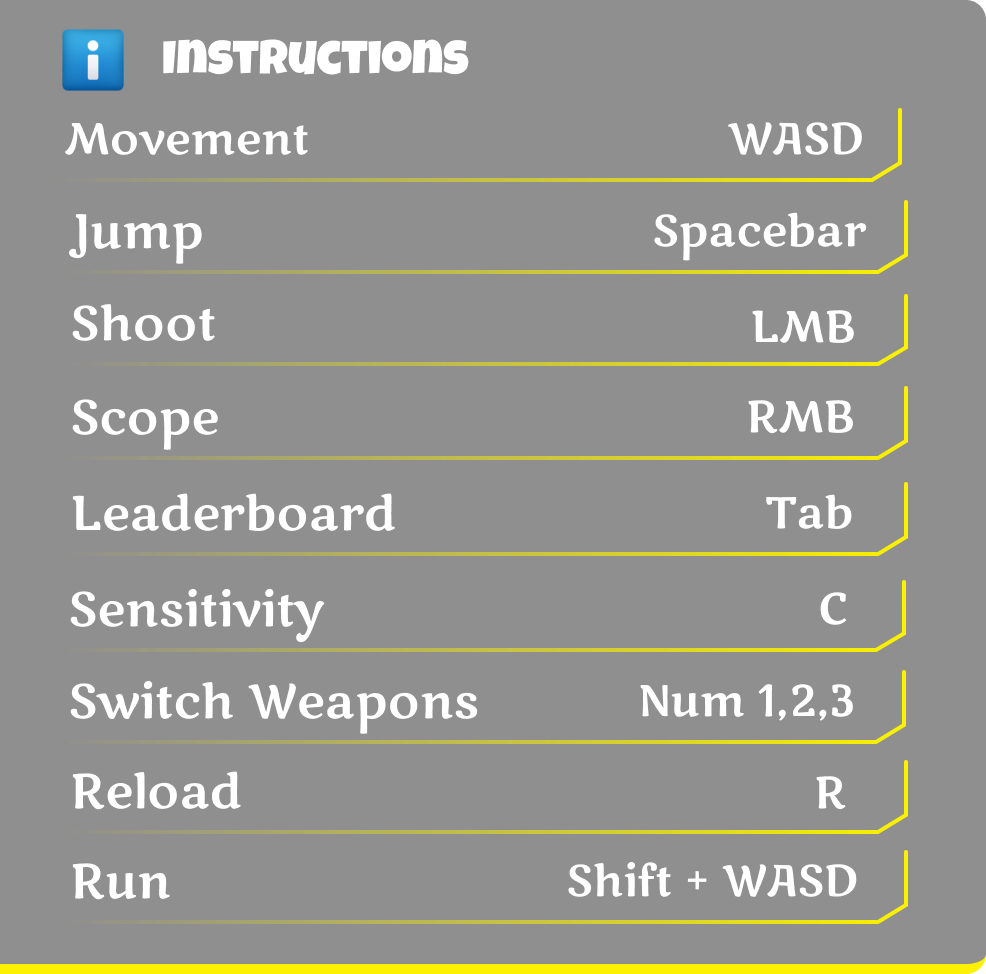 Instructions
Movement WASD
Jump Spacebar
Shoot LMB
Scope RMB
Leaderboard Tab
Sensitivity C
Switch Weapons Num 1,2,3
Reload R
Run Shift + WASD